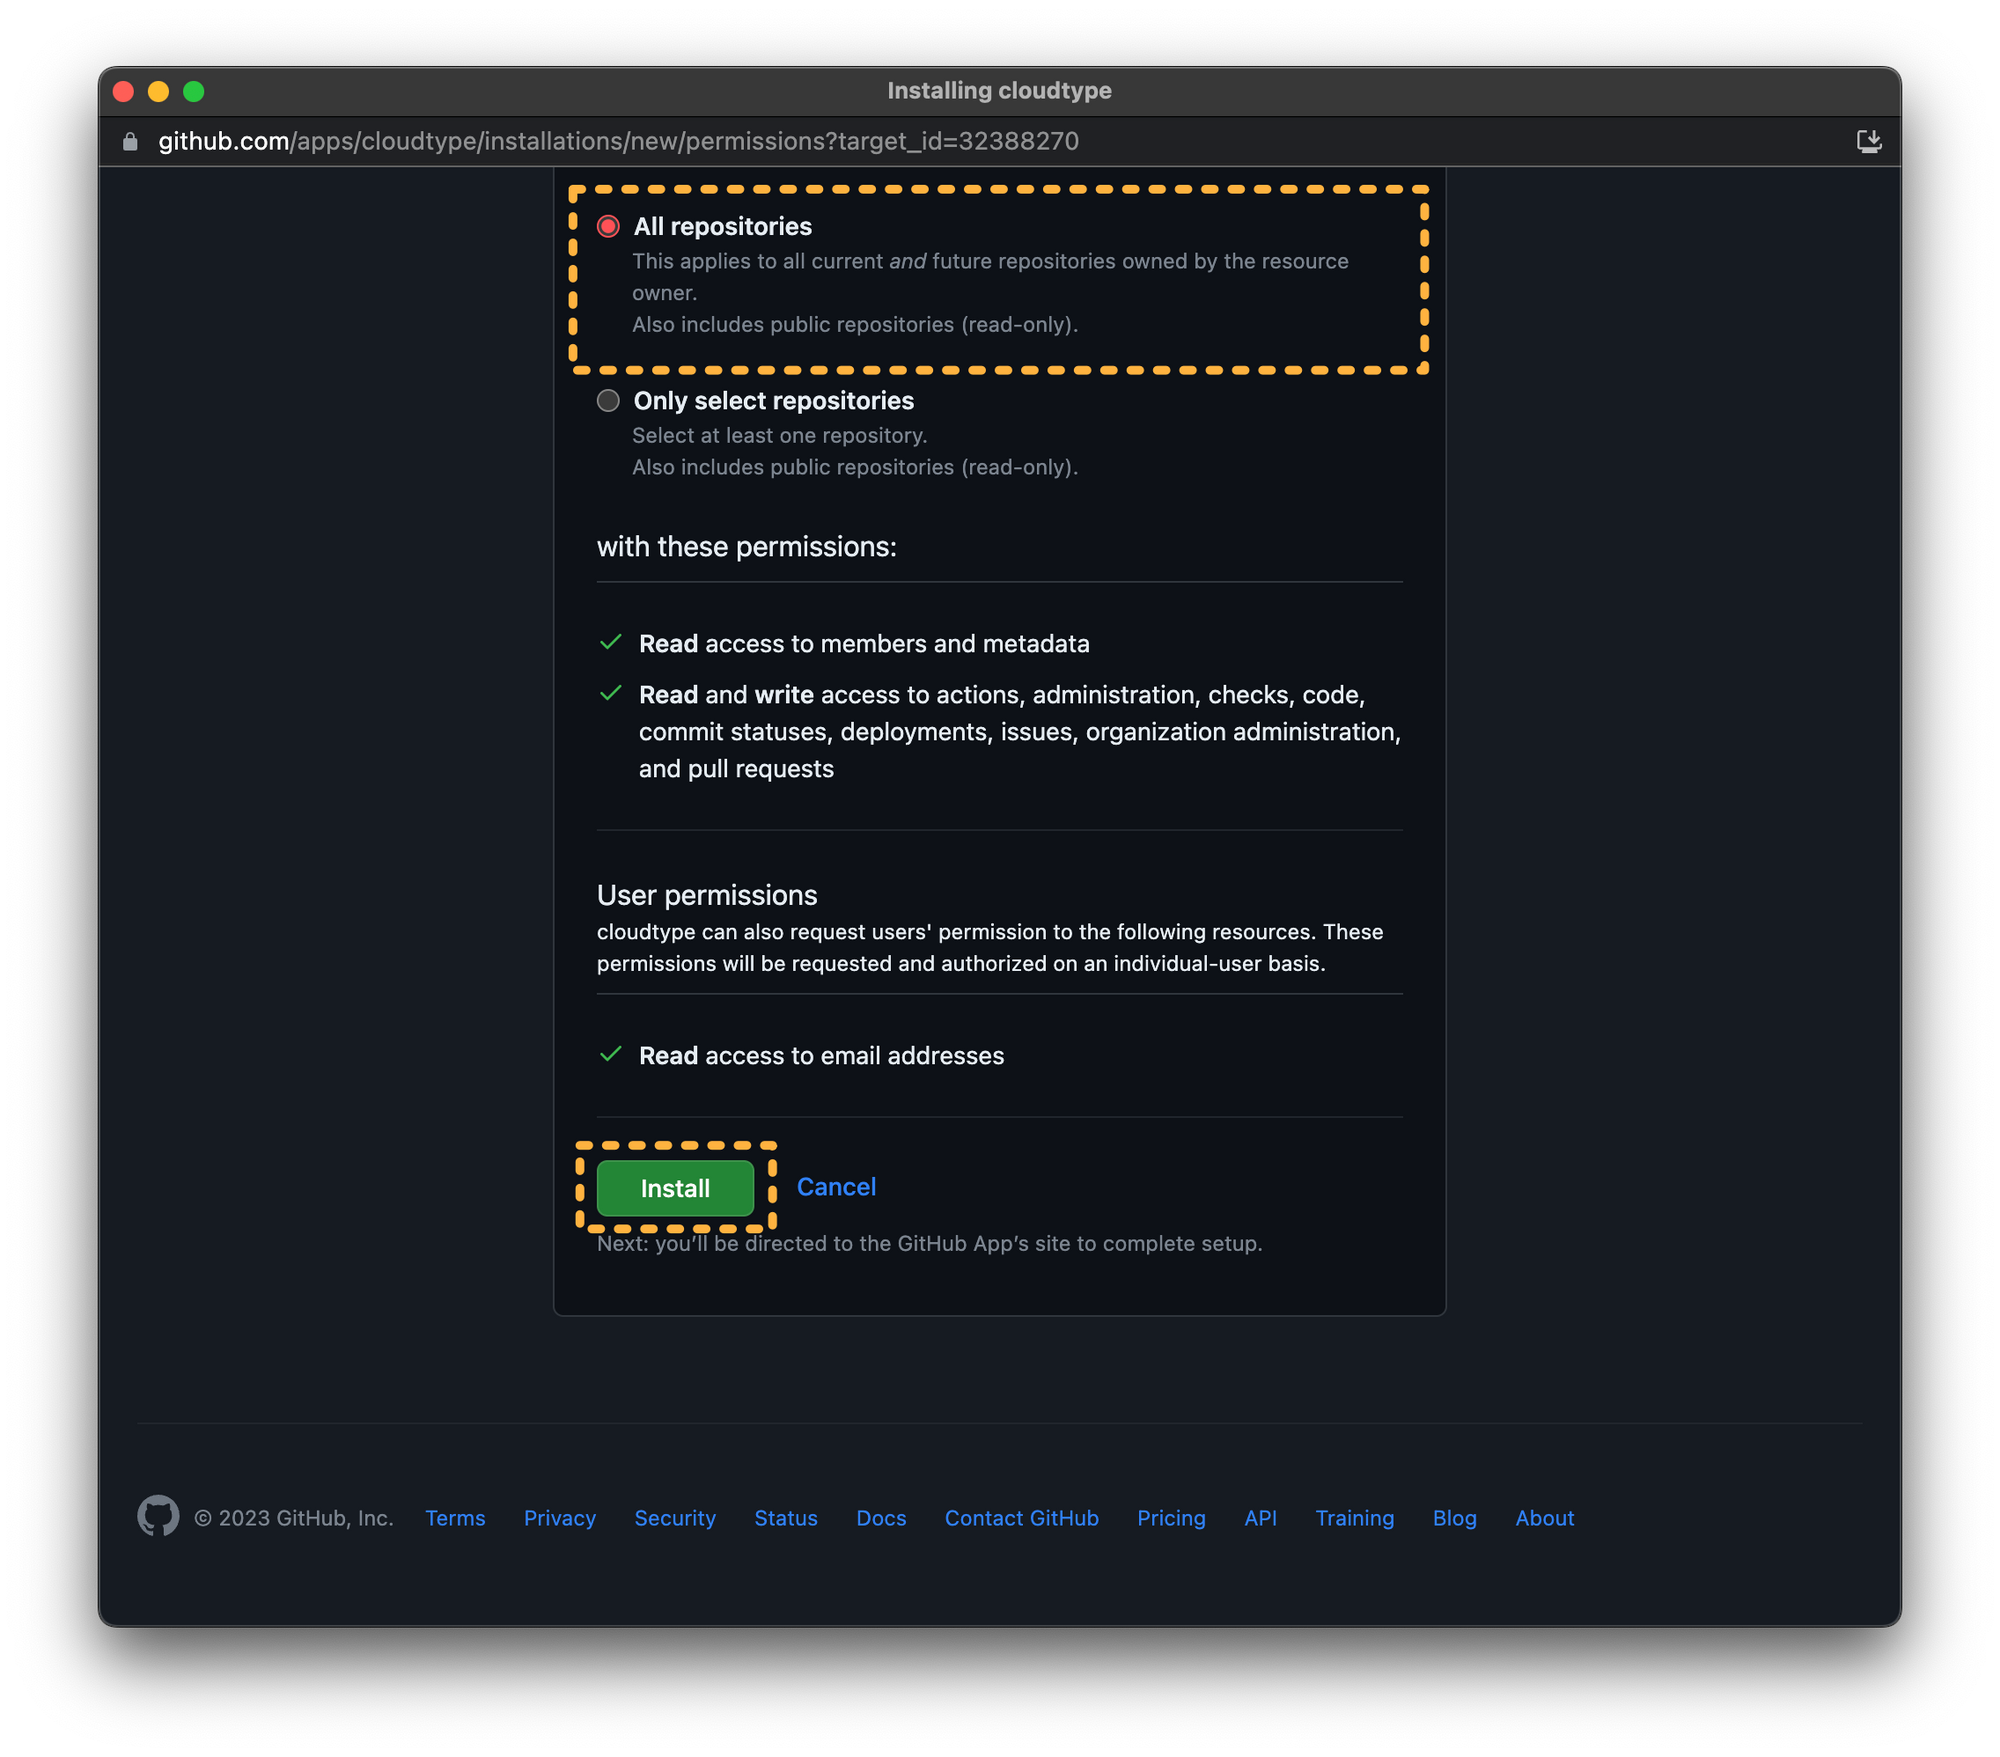 Installing cloudtype
github.com/apps/cloudtype/installations/new/permissions?target_id=32388270
All repositories
This applies to all current and future repositories owned by the resource
owner.
Also includes public repositories (read-only).
Only select repositories
Select at least one repository.
Also includes public repositories (read-only).
with these permissions:
Read access to members and metadata
Read and write access to actions, administration, checks, code,
commit statuses, deployments, issues, organization administration,
and pull requests
User permissions
cloudtype can also request users' permission to the following resources. These
permissions will be requested and authorized on an individual-user basis.
Read access to email addresses
Install Cancel
Next: you’ll be directed to the GitHub App’s site to complete setup.
© 2023 GitHub, Inc. Terms Privacy Security Status Docs Contact GitHub Pricing API Training Blog About